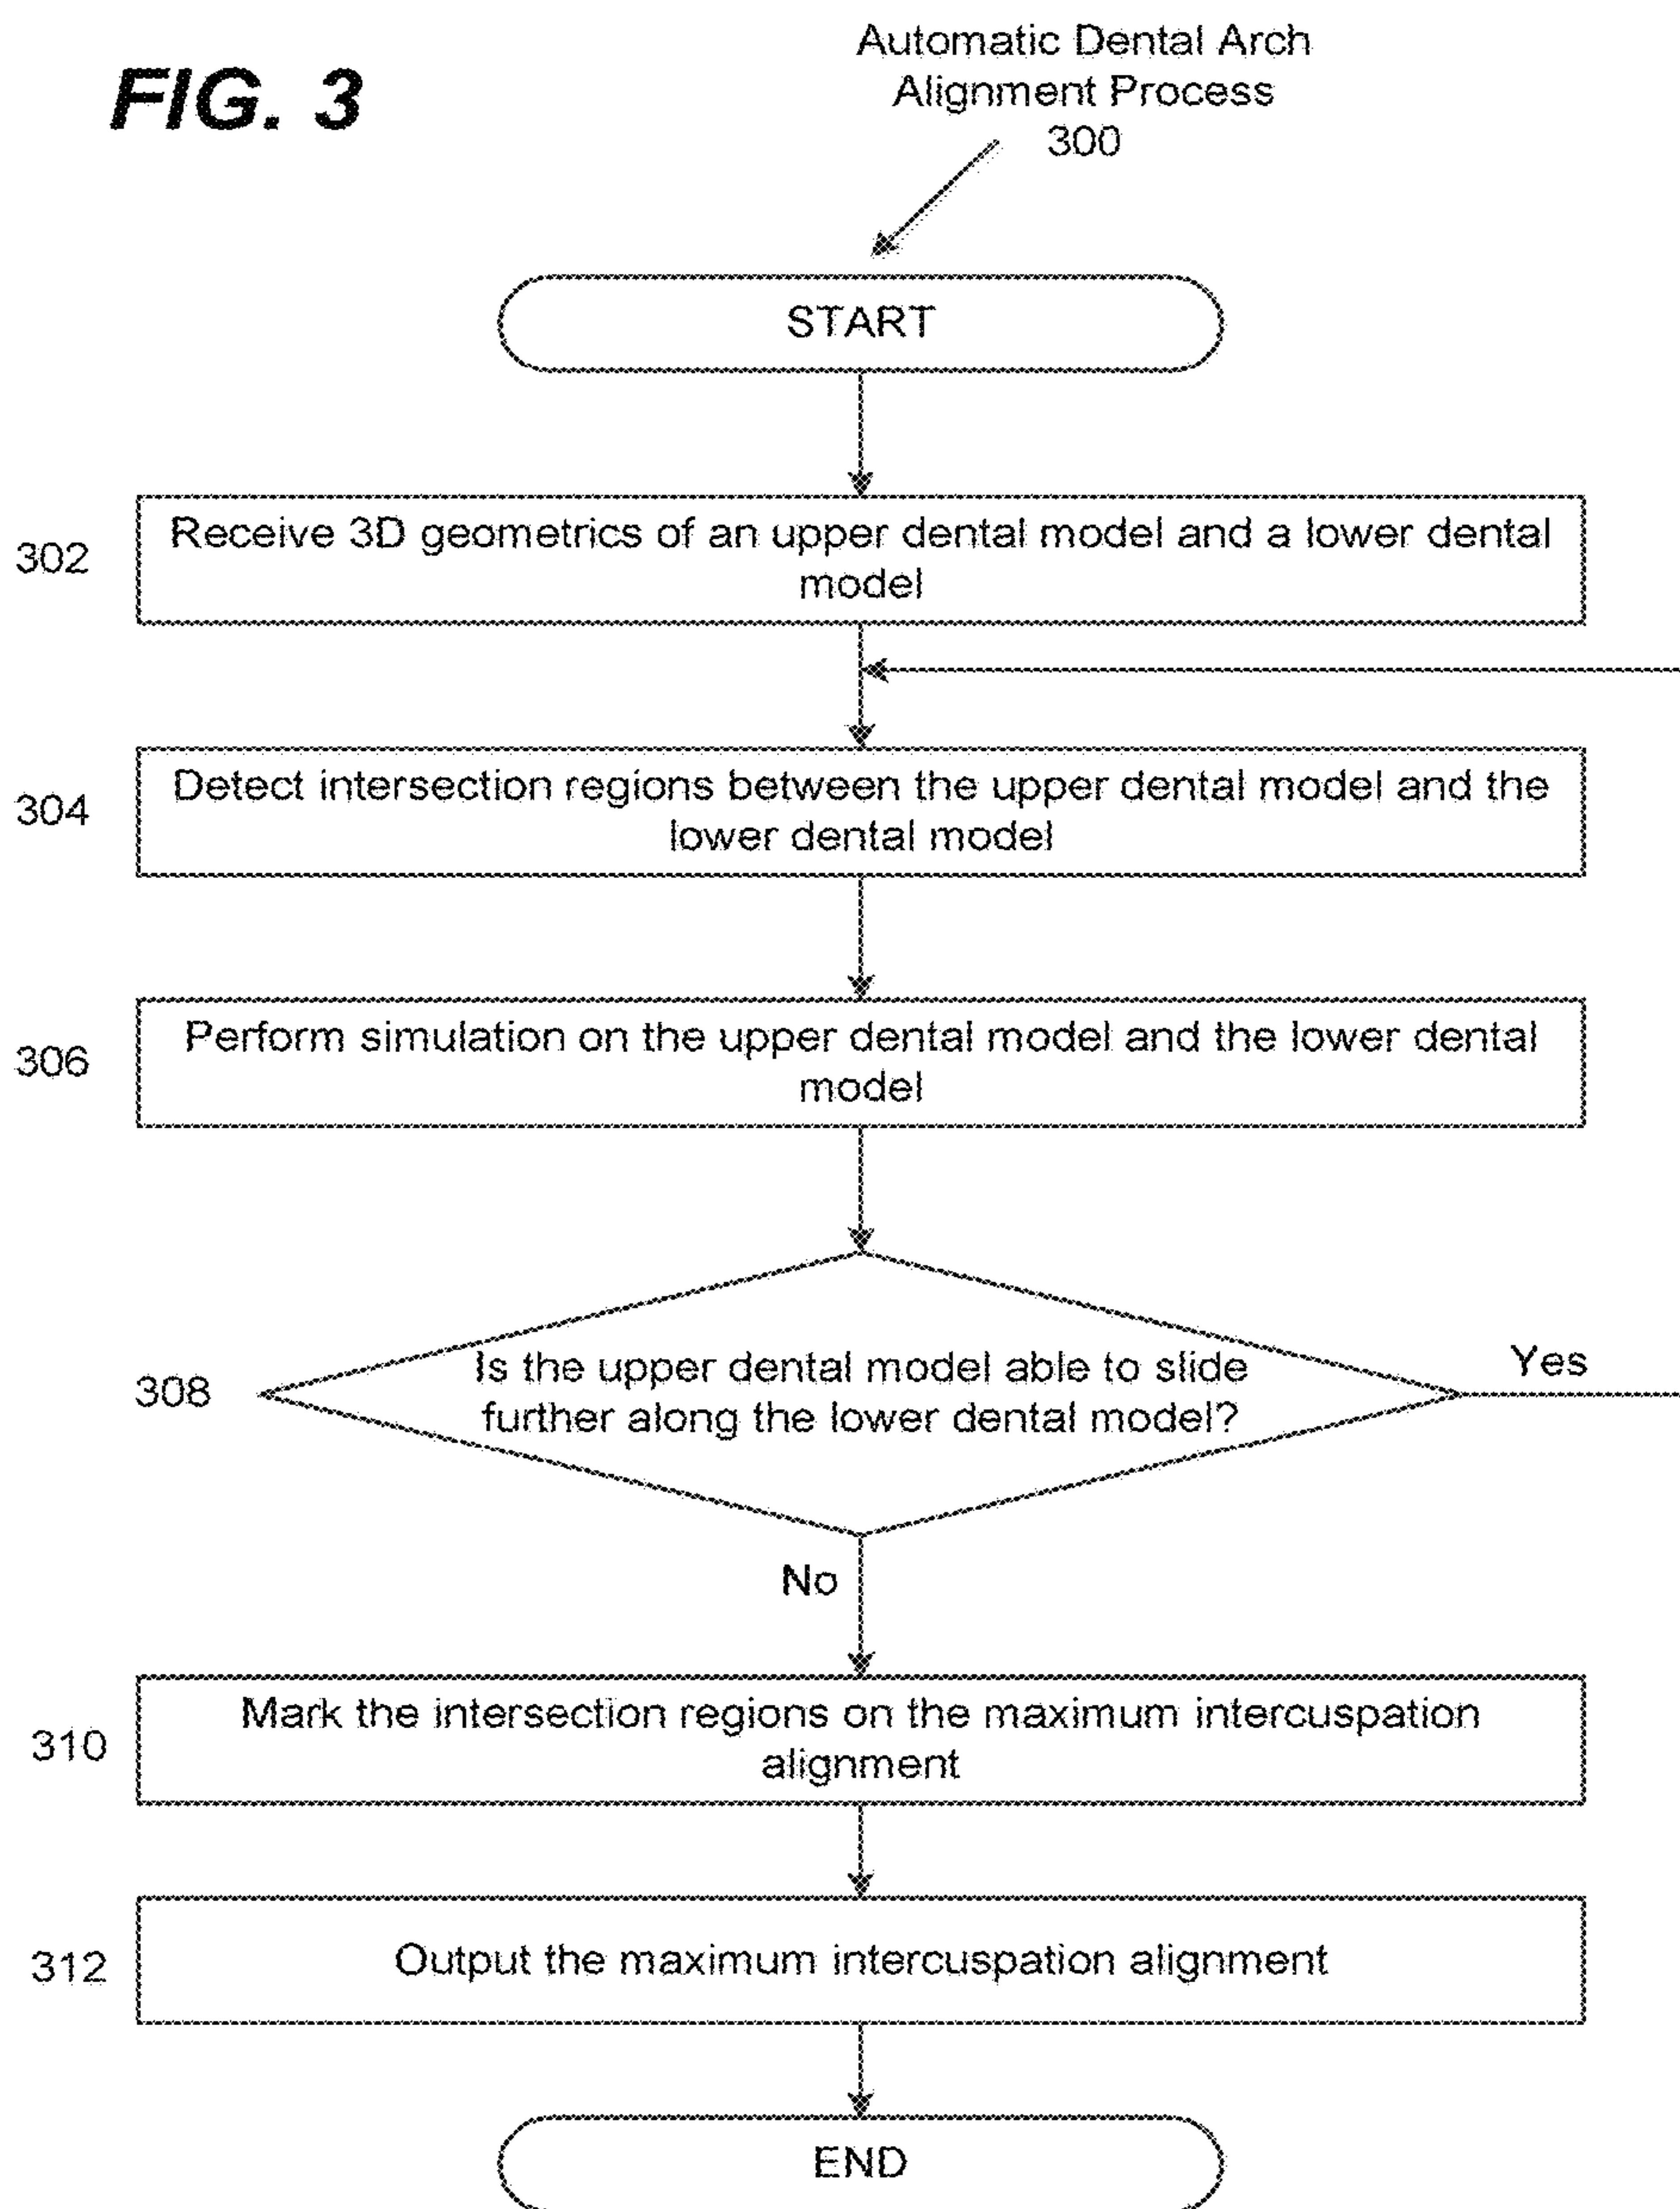 FIG. 3
Automatic Dental Arch
Alignment Process
300
START
302
Receive 3D geometrics of an upper dental model and a lower dental
model
304
Detect intersection regions between the upper dental model and the
lower dental model
306
Perform simulation on the upper dental model and the lower dental
model
308
Is the upper dental model able to slide
further along the lower dental model?
Yes
No
310
Mark the intersection regions on the maximum intercuspation
alignment
312
Output the maximum intercuspation alignment
END